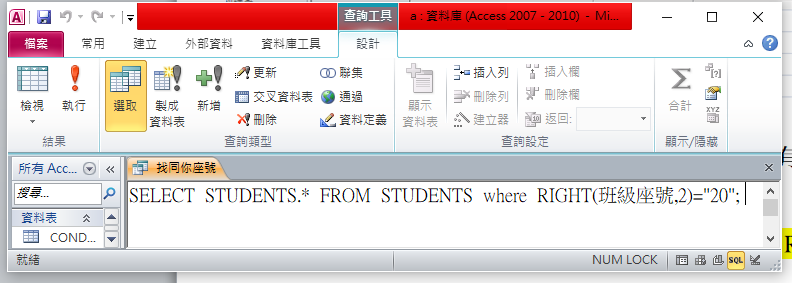 查詢工具
a : 資料庫 (Access 2007 - 2010) - Mi...
檔案 常用 建立 外部資料 資料庫工具 設計
檢視 執行 選取 製成資料表 新增 更新 交叉資料表 刪除 聯集 通過 資料定義 顯示資料表 插入列 刪除列 建立器 插入欄 刪除欄 返回: 合計 XYZ
結果 查詢類型 查詢設定 顯示/隱藏
所有 Acc... 找同你座號
搜尋...
SELECT STUDENTS.* FROM STUDENTS where RIGHT(班級座號,2)="20";
資料表
COND...
就緒 NUM LOCK SQL